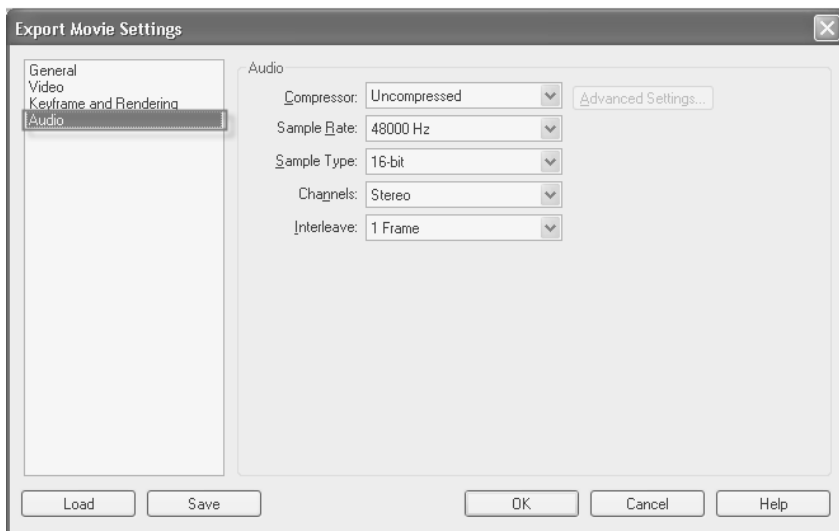 Export Movie Settings
General
Video
Keyframe and Rendering
Audio
Audio
Compressor: Uncompressed Advanced Settings...
Sample Rate: 48000 Hz
Sample Type: 16-bit
Channels: Stereo
Interleave: 1 Frame
Load Save OK Cancel Help